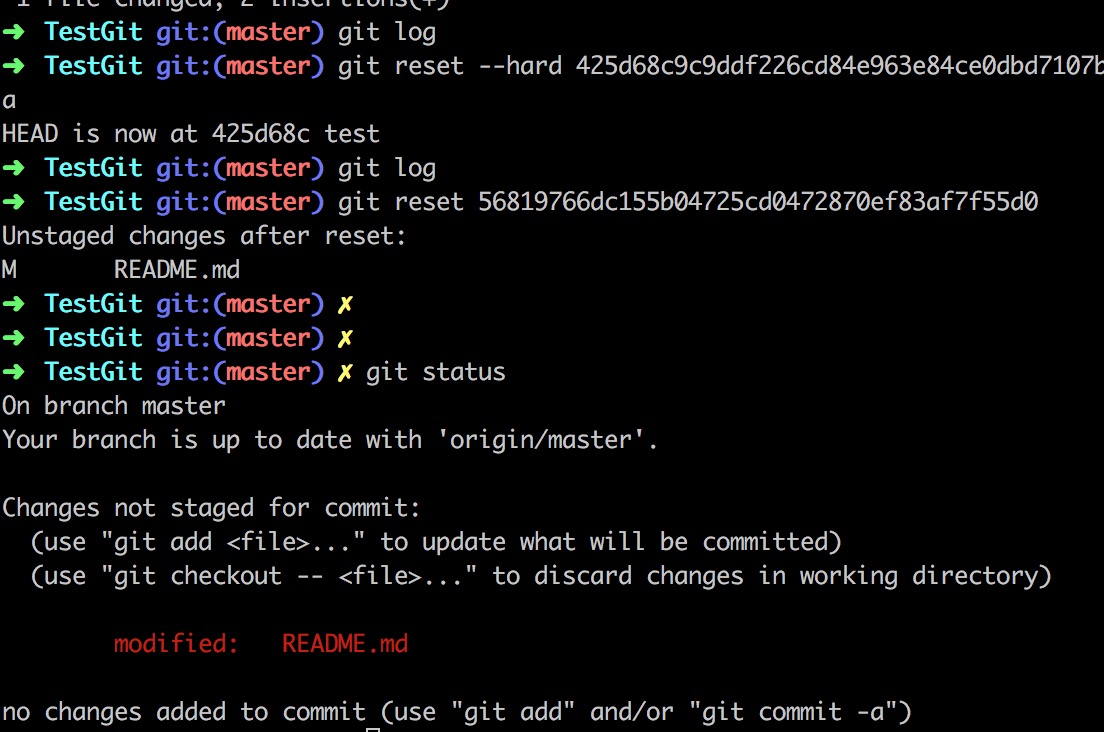 1 file changed, 2 insertions(+)
➜ TestGit git:(master) git log
➜ TestGit git:(master) git reset --hard 425d68c9c9ddf226cd84e963e84ce0dbd7107b
a
HEAD is now at 425d68c test
➜ TestGit git:(master) git log
➜ TestGit git:(master) git reset 56819766dc155b04725cd0472870ef83af7f55d0
Unstaged changes after reset:
M       README.md
➜ TestGit git:(master) ✗
➜ TestGit git:(master) ✗
➜ TestGit git:(master) ✗ git status
On branch master
Your branch is up to date with 'origin/master'.
Changes not staged for commit:
  (use "git add <file>..." to update what will be committed)
  (use "git checkout -- <file>..." to discard changes in working directory)
        modified:   README.md
no changes added to commit (use "git add" and/or "git commit -a")